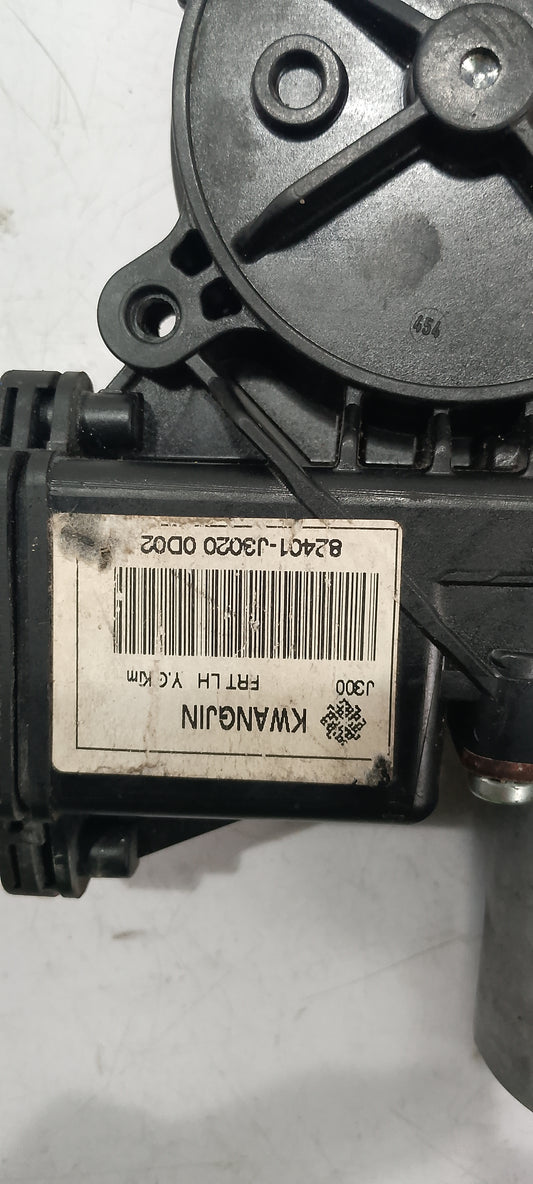 KWANGJIN
J300 FRT LH Y.G Kim
82401-J3020 0D02
454